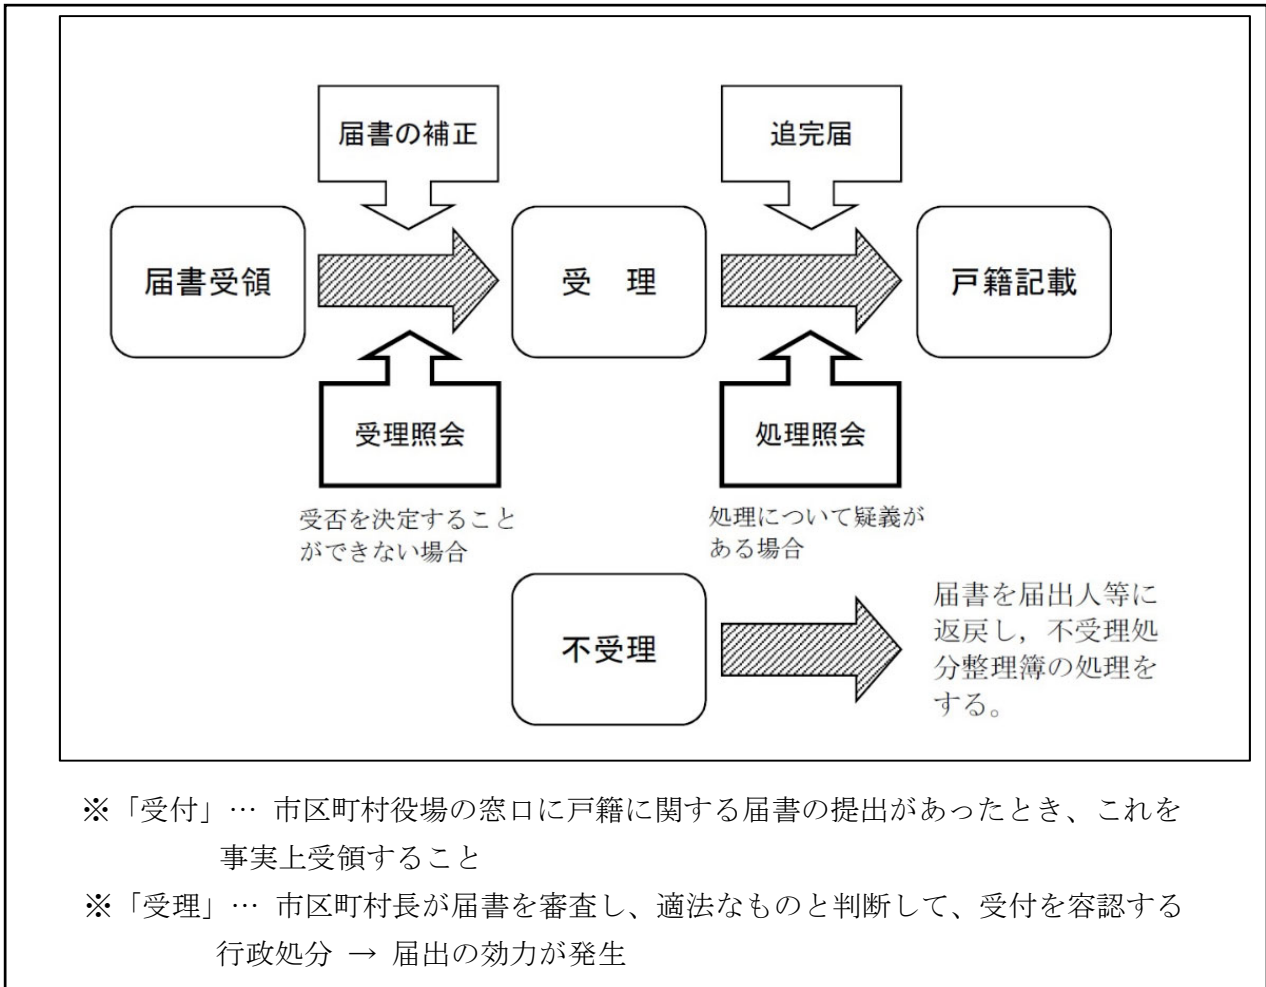 届書の補正
追完届
届書受領
受　理
戸籍記載
受理照会
処理照会
受否を決定すること
ができない場合
処理について疑義が
ある場合
不受理
届書を届出人等に
返戻し，不受理処
分整理簿の処理を
する。
※「受付」… 市区町村役場の窓口に戸籍に関する届書の提出があったとき、これを
事実上受領すること
※「受理」… 市区町村長が届書を審査し、適法なものと判断して、受付を容認する
行政処分 → 届出の効力が発生